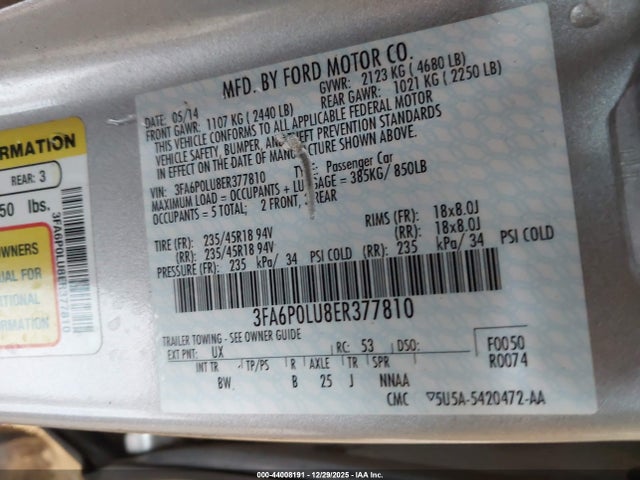 MFD. BY FORD MOTOR CO.
DATE: 05/14 GVWR: 2123 KG ( 4680 LB)
FRONT GAWR: 1107 KG ( 2440 LB) REAR GAWR: 1021 KG ( 2250 LB)
THIS VEHICLE CONFORMS TO ALL APPLICABLE FEDERAL MOTOR
VEHICLE SAFETY, BUMPER, AND THEFT PREVENTION STANDARDS
IN EFFECT ON THE DATE OF MANUFACTURE SHOWN ABOVE.
VIN: 3FA6P0LU8ER377810 Passenger Car
MAXIMUM LOAD = OCCUPANTS + LUGGAGE = 385KG/ 850LB
OCCUPANTS = 5 TOTAL; 2 FRONT, REAR
TIRE (FR): 235/45R18 94V RIMS (FR): 18x8.0J
(RR): 235/45R18 94V (RR): 18x8.0J
PRESSURE (FR): 235 kPa/ 34 PSI COLD (RR): 235 kPa/ 34 PSI COLD
3FA6P0LU8ER377810
TRAILER TOWING - SEE OWNER GUIDE
EXT PNT: UX RC: 53 DSO: F0050
R0074
INT TR TP/PS R AXLE TR SPR
BW B 25 J NNAA
CMC 5U5A-5420472-AA
ORMATION
REAR: 3
50 lbs.
OWNERS
IAL FOR
TIONAL
MATION
3FA6P0LU8ER377810
000-44008191 - 12/29/2025 - IAA Inc.